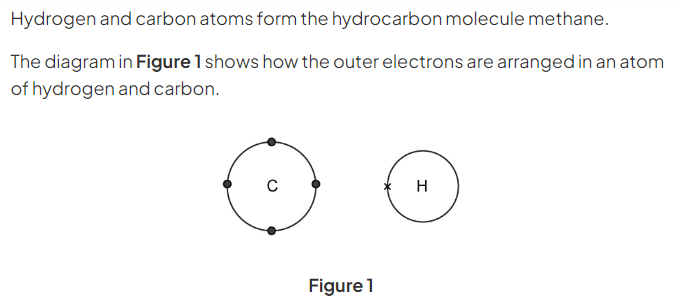 Hydrogen and carbon atoms form the hydrocarbon molecule methane.
The diagram in Figure 1 shows how the outer electrons are arranged in an atom
of hydrogen and carbon.
C H
Figure 1